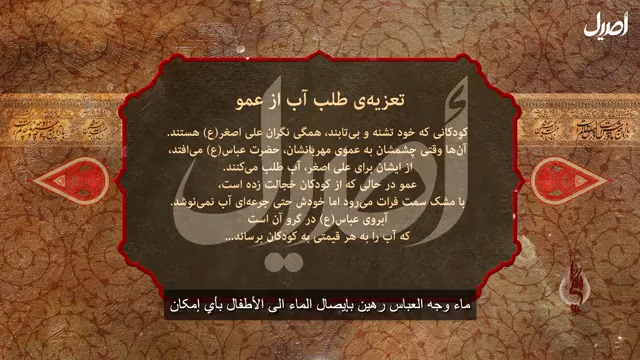 اصیل
تعزیه‌ی طلب آب از عمو
کودکانی که خود تشنه و بی‌تابند، همگی نگران علی اصغر(ع) هستند.
آن‌ها وقتی چشمشان به عموی مهربانشان، حضرت عباس(ع) می‌افتد،
از ایشان برای علی اصغر، آب طلب می‌کنند.
عمو در حالی که از کودکان خجالت زده است،
با مشک سمت فرات می‌رود اما خودش حتی جرعه‌ای آب نمی‌نوشد.
آبروی عباس(ع) در گرو آن است
که آب را به هر قیمتی به کودکان برساند...
ماء وجه العباس رهین بإیصال الماء الی الأطفال بأي إمکان